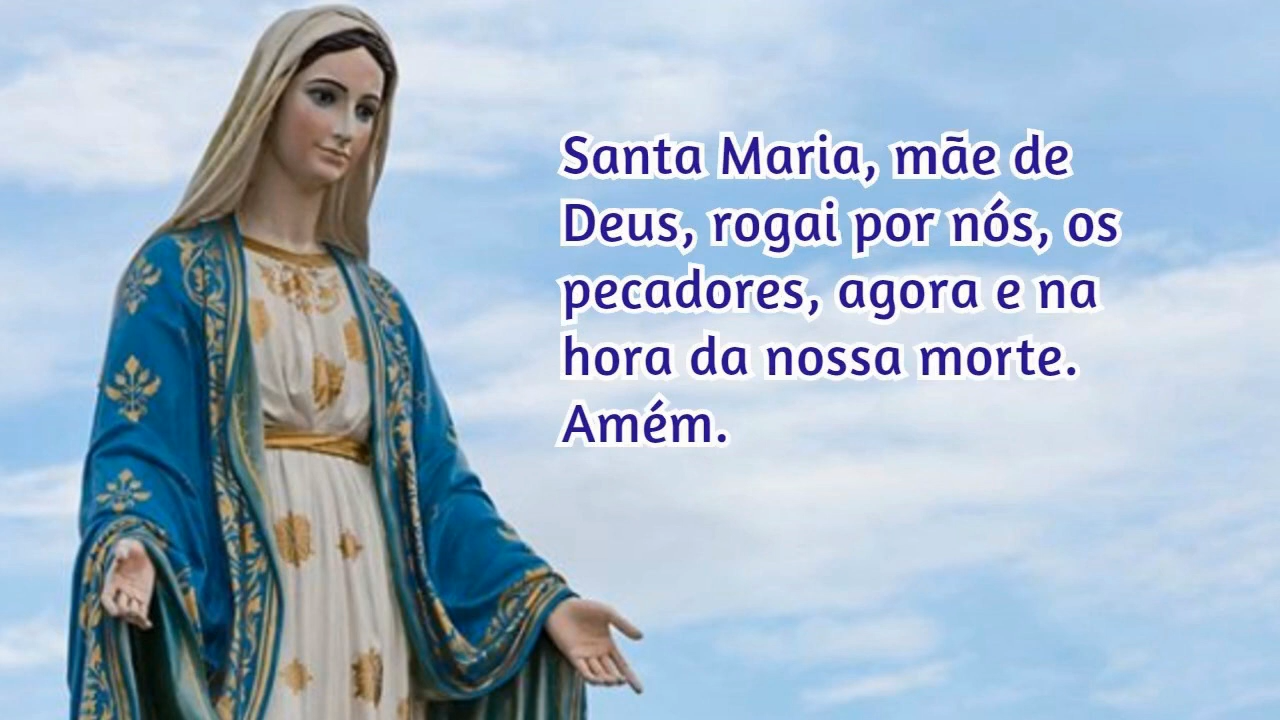 Santa Maria, mãe de
Deus, rogai por nós, os
pecadores, agora e na
hora da nossa morte.
Amém.